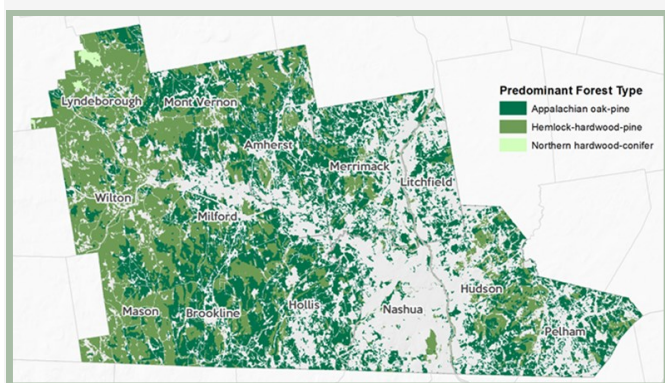 Predominant Forest Type
Appalachian oak-pine
Hemlock-hardwood-pine
Northern hardwood-conifer
Lyndeborough
Mont Vernon
Amherst
Merrimack
Litchfield
Wilton
Milford
Hudson
Mason
Brookline
Hollis
Nashua
Pelham